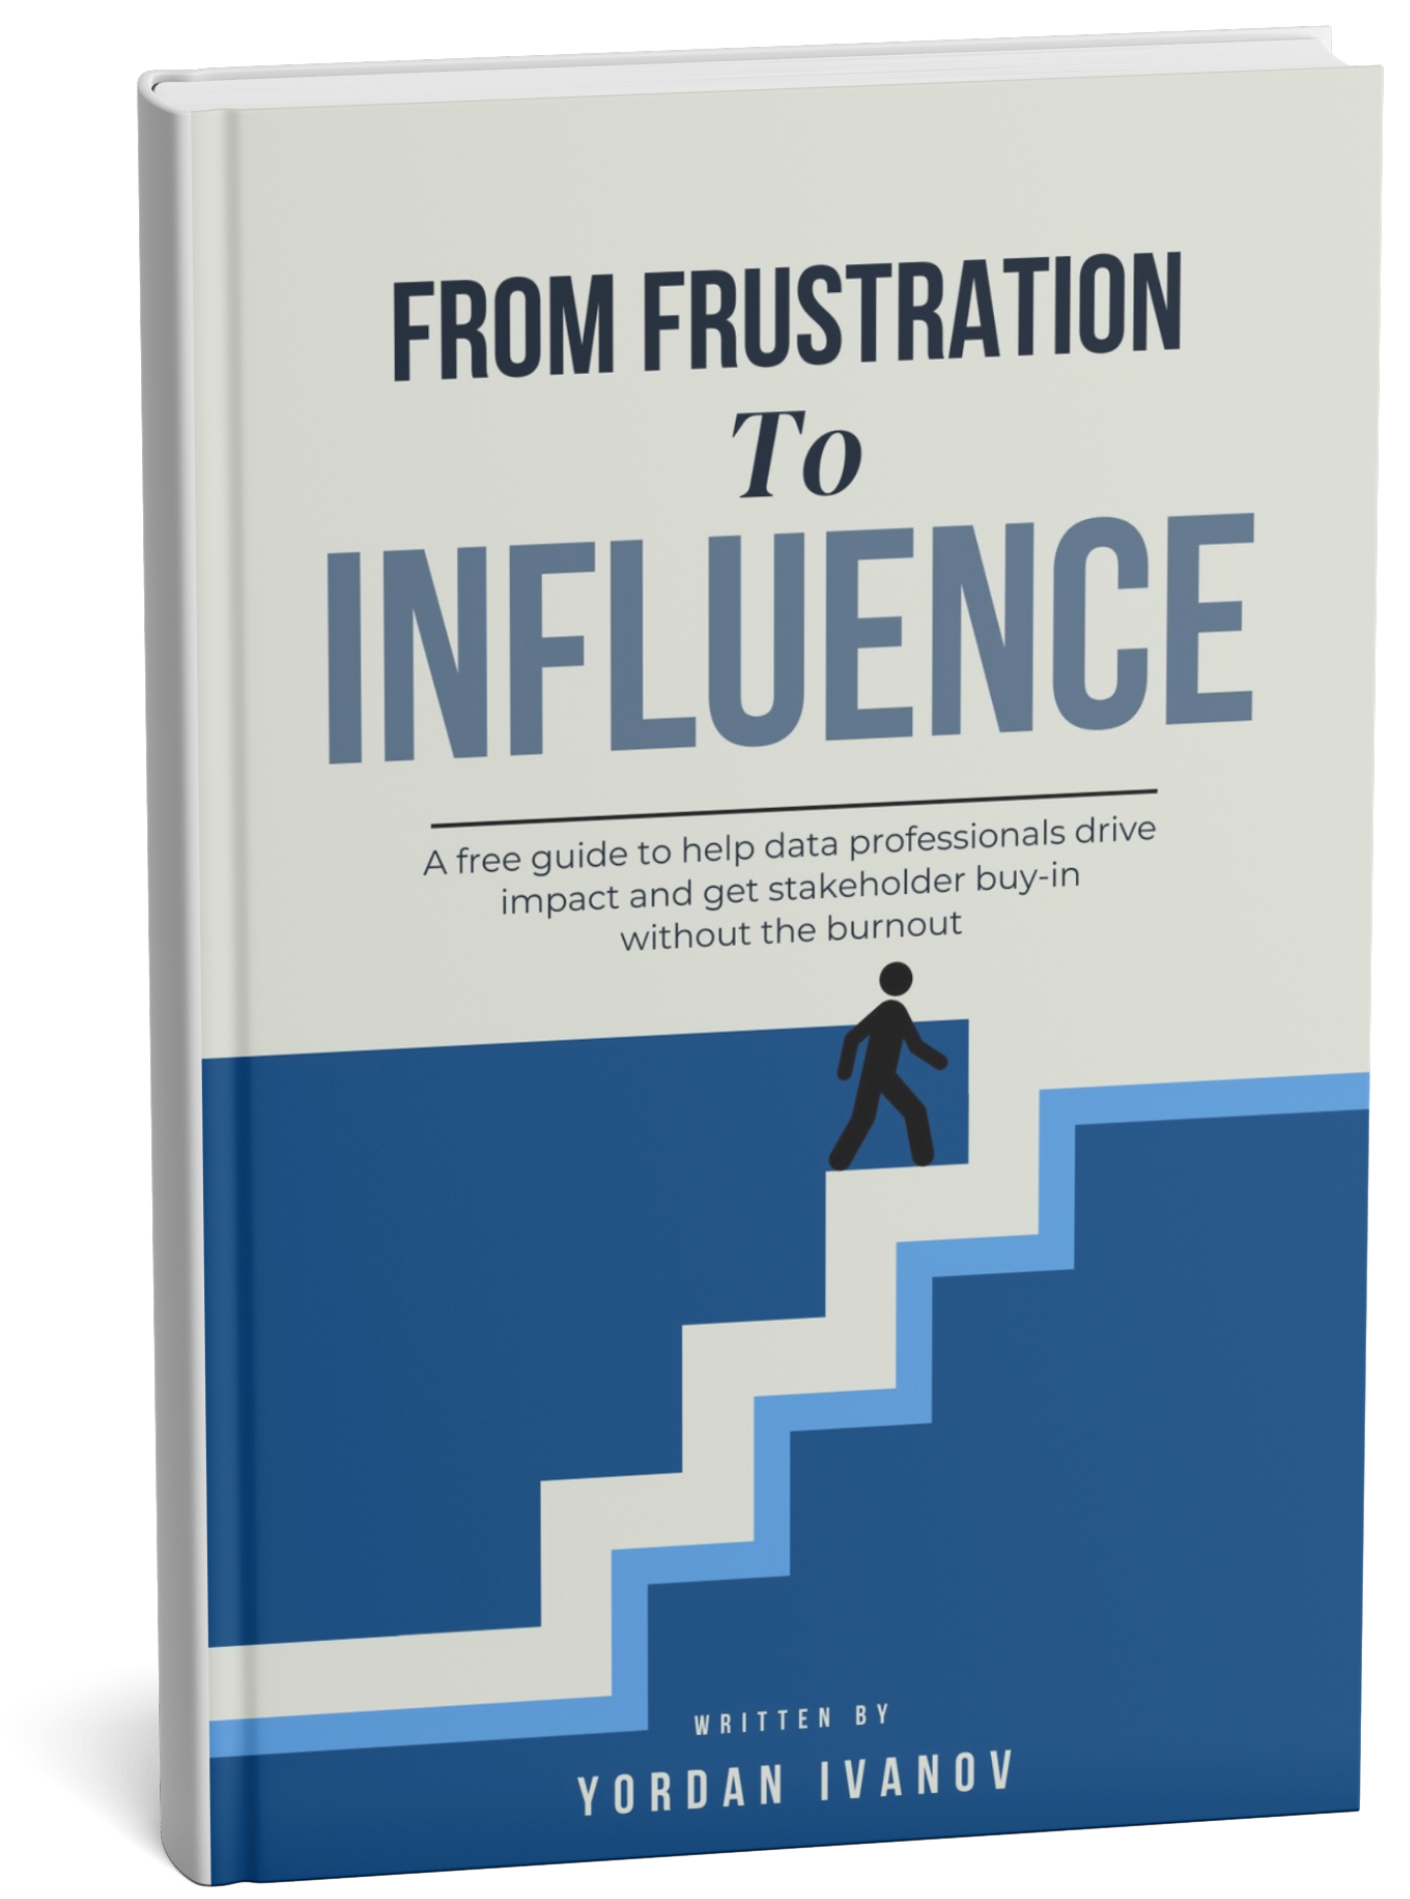 FROM FRUSTRATION
To
INFLUENCE
A free guide to help data professionals drive
impact and get stakeholder buy-in
without the burnout
WRITTEN BY
YORDAN IVANOV